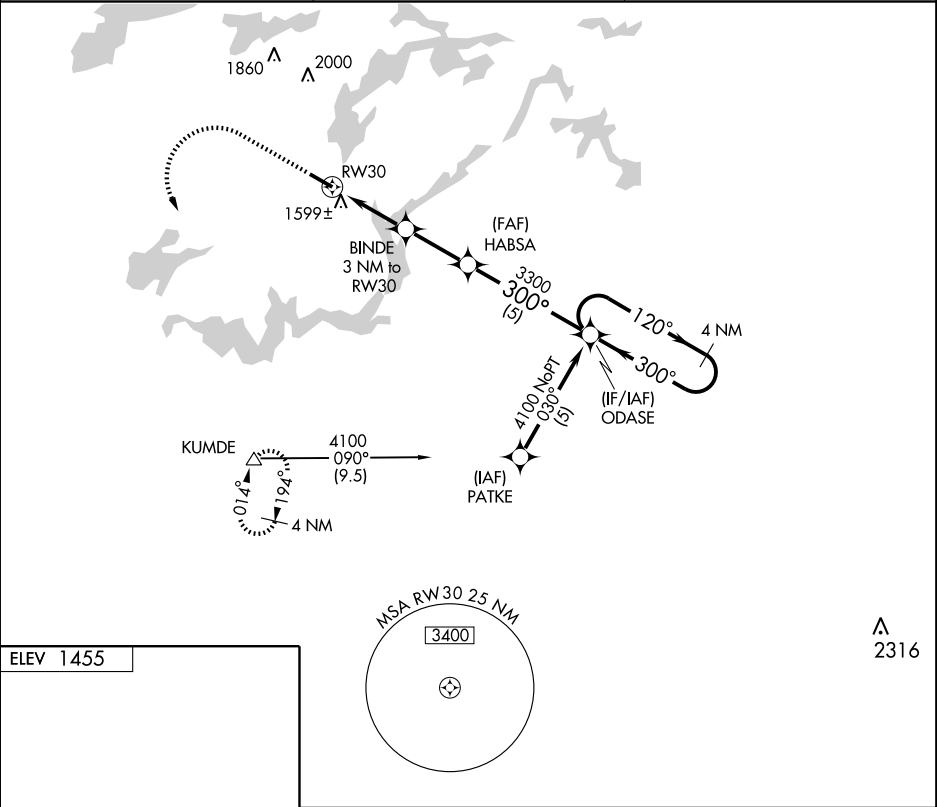 1860
2000
RW30
1599±
(FAF)
HABSA
BINDE
3 NM to
RW30
3300
300°
(5)
120°
4 NM
300°
(IF/IAF)
ODASE
4100 NoPT
030°
(5)
KUMDE
4100
090°
(9.5)
(IAF)
PATKE
014°
194°
4 NM
MSA RW30 25 NM
3400
2316
ELEV 1455